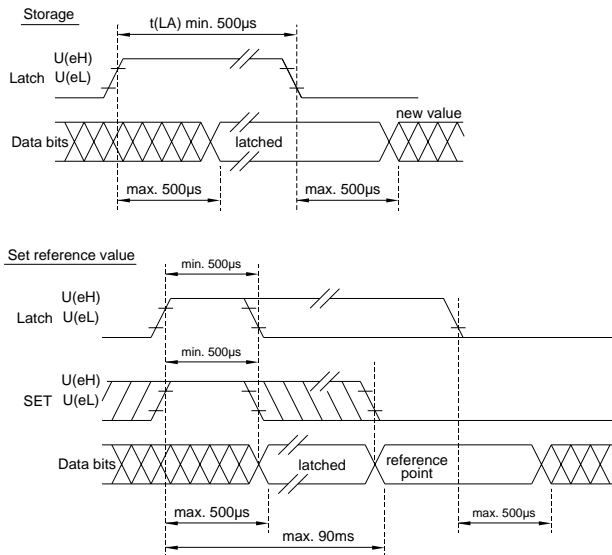 Storage
t(LA) min. 500µs
U(eH)
Latch U(eL)
new value
Data bits
latched
max. 500µs
max. 500µs
Set reference value
min. 500µs
U(eH)
Latch U(eL)
min. 500µs
U(eH)
SET U(eL)
Data bits
latched
reference
point
max. 500µs
max. 500µs
max. 90ms